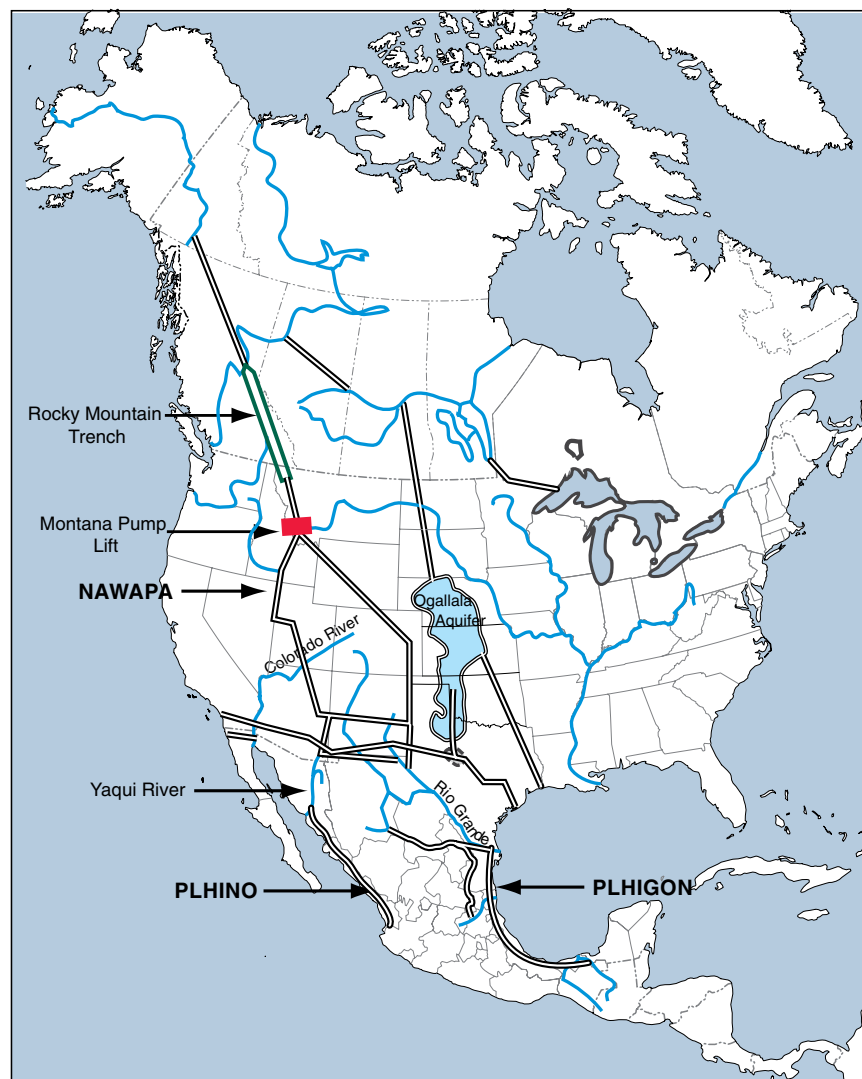 Rocky Mountain
Trench
Montana Pump
Lift
NAWAPA
Ogallala
Aquifer
Colorado River
Yaqui River
Rio Grande
PLHINO
PLHIGON